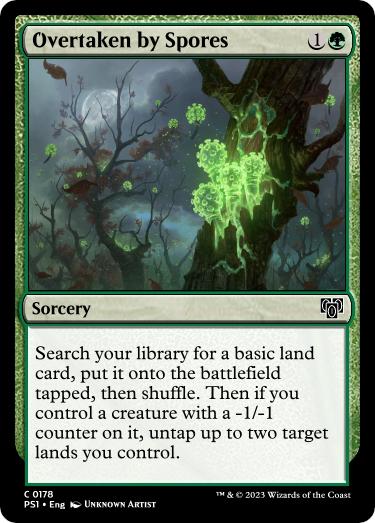 Overtaken by Spores 1
Sorcery
Search your library for a basic land
card, put it onto the battlefield
tapped, then shuffle. Then if you
control a creature with a -1/-1
counter on it, untap up to two target
lands you control.
C 0178
PS1 • Eng Unknown Artist
™ & © 2023 Wizards of the Coast